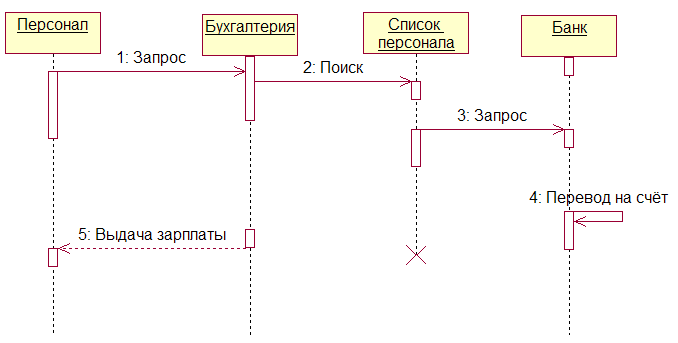 Персонал
Бухгалтерия
Список
персонала
Банк
1: Запрос
2: Поиск
3: Запрос
4: Перевод на счёт
5: Выдача зарплаты